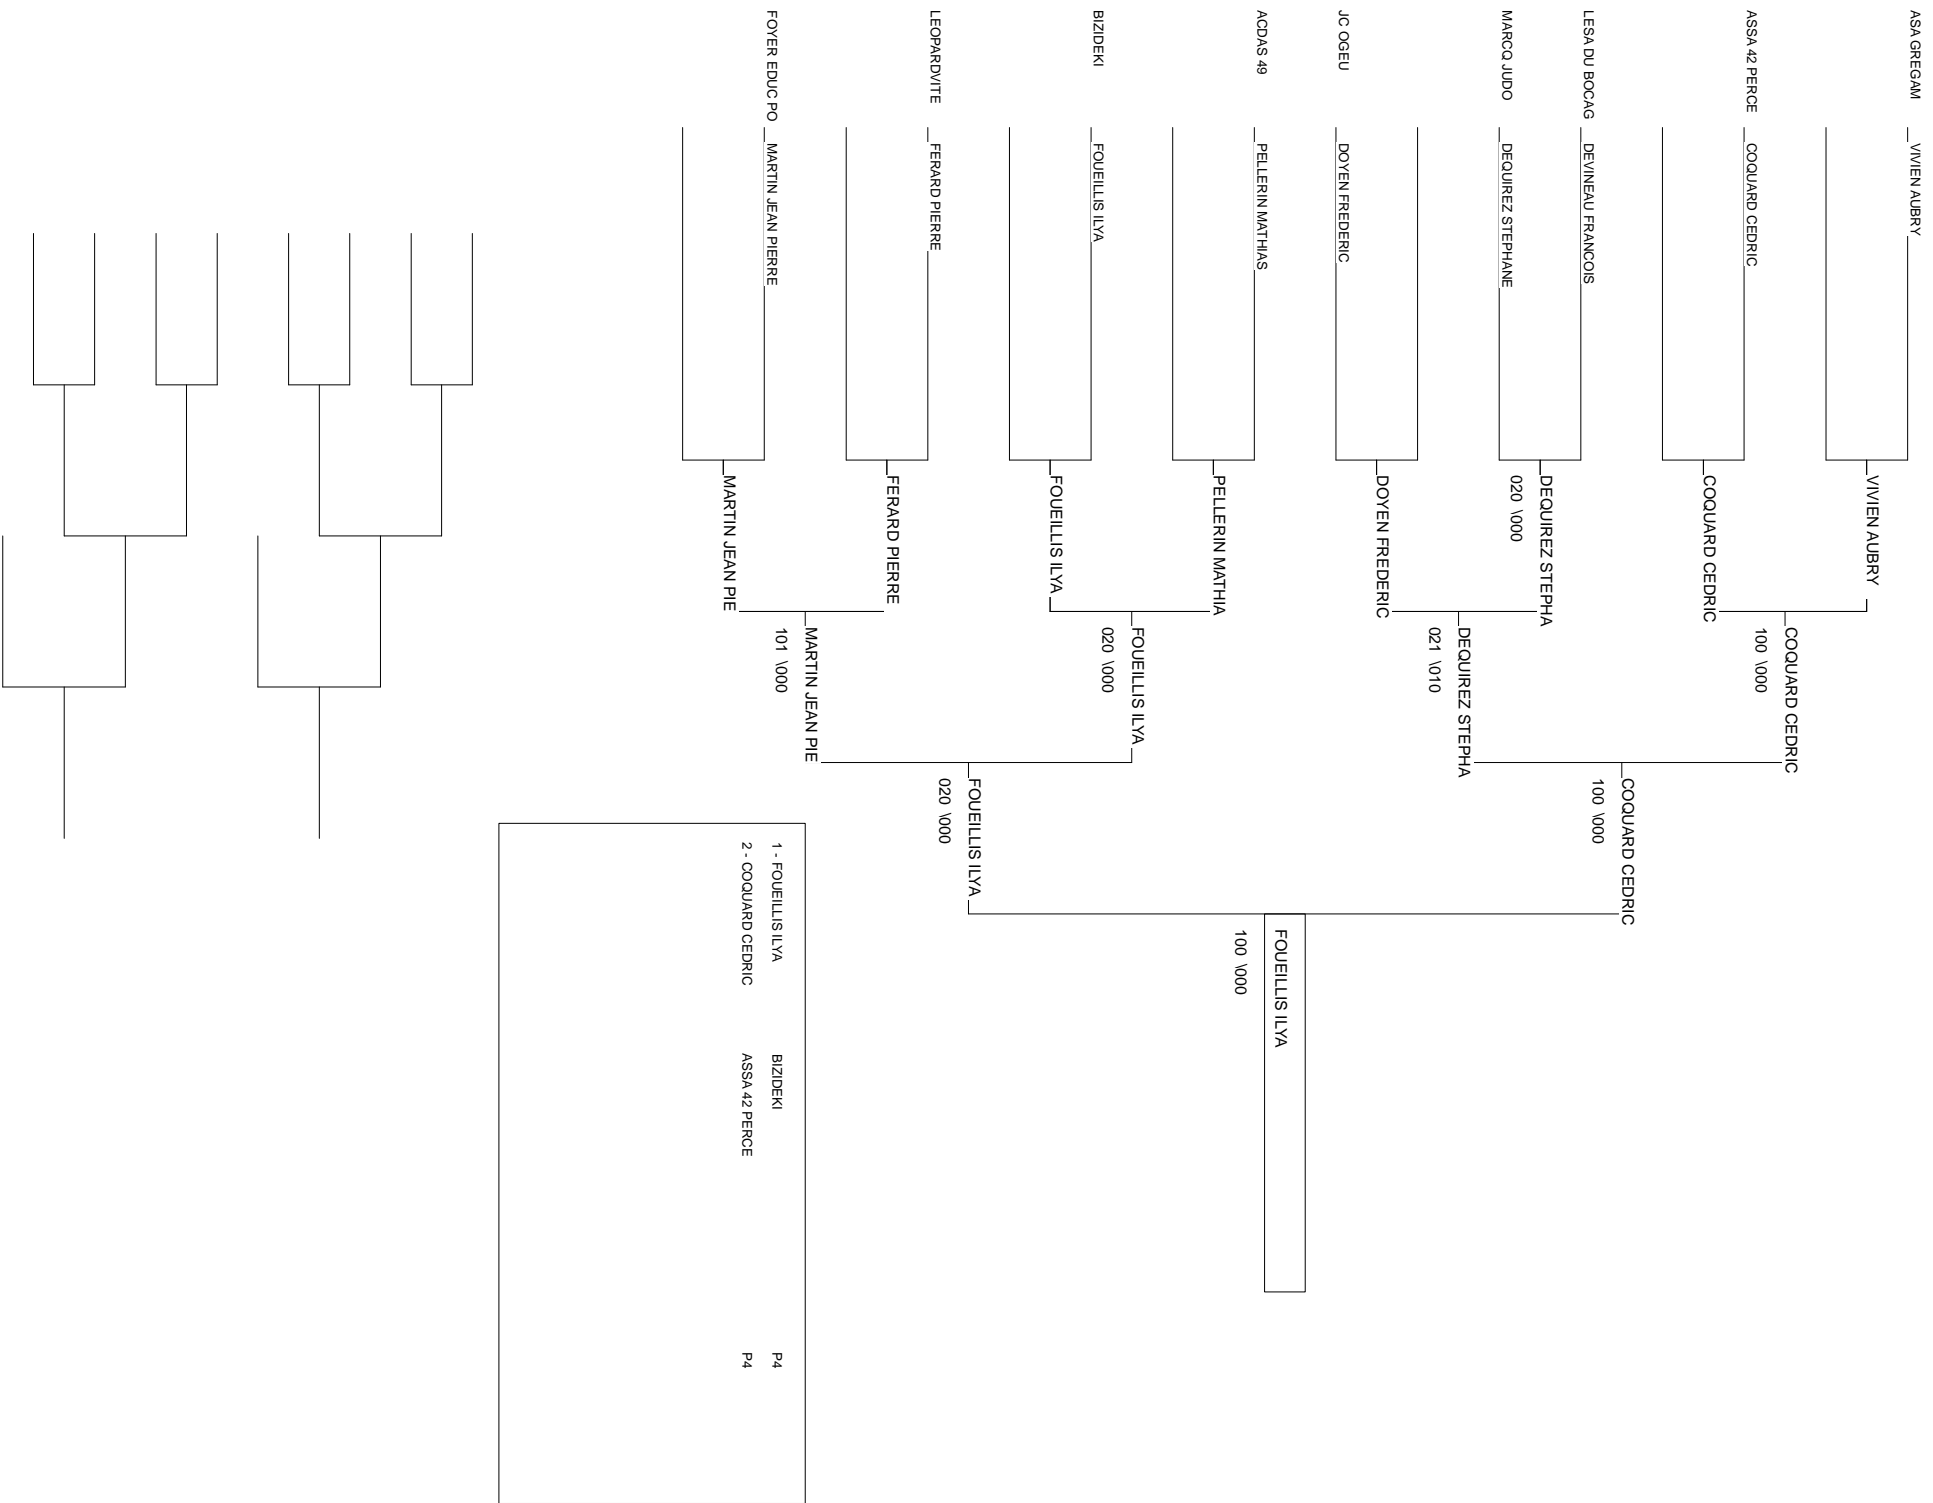 ASA GREGAM VIVIEN AUBRY
VIVIEN AUBRY
COQUARD CEDRIC
100 \000
ASSA 42 PERCE COQUARD CEDRIC
COQUARD CEDRIC
COQUARD CEDRIC
100 \000
LESA DU BOCAG DEVINEAU FRANCOIS
DEQUIREZ STEPHA
020 \000
MARCQ JUDO DEQUIREZ STEPHANE
DEQUIREZ STEPHA
021 \010
DOYEN FREDERIC
JC OGEU DOYEN FREDERIC
FOUEILLIS ILYA
100 \000
ACDAS 49 PELLERIN MATHIAS
PELLERIN MATHIA
FOUEILLIS ILYA
020 \000
BIZIDEKI FOUEILLIS ILYA
FOUEILLIS ILYA
FOUEILLIS ILYA
020 \000
LEOPARDVITE FERARD PIERRE
FERARD PIERRE
MARTIN JEAN PIE
101 \000
FOYER EDUC PO MARTIN JEAN PIERRE
MARTIN JEAN PIE
1 - FOUEILLIS ILYA BIZIDEKI P4
2 - COQUARD CEDRIC ASSA 42 PERCE P4